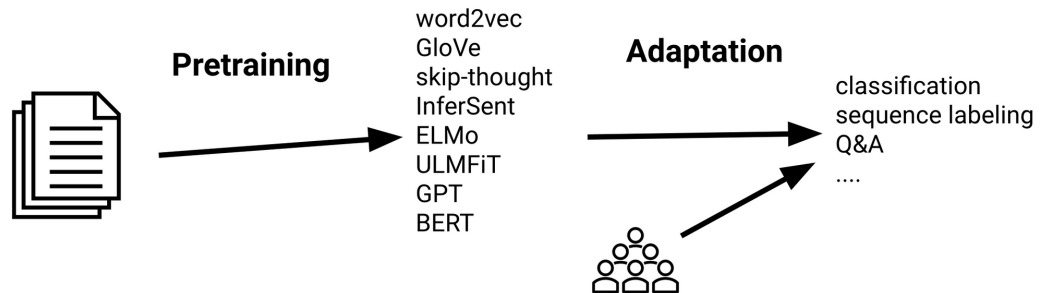 Pretraining
word2vec
GloVe
skip-thought
InferSent
ELMo
ULMFiT
GPT
BERT
Adaptation
classification
sequence labeling
Q&A
....